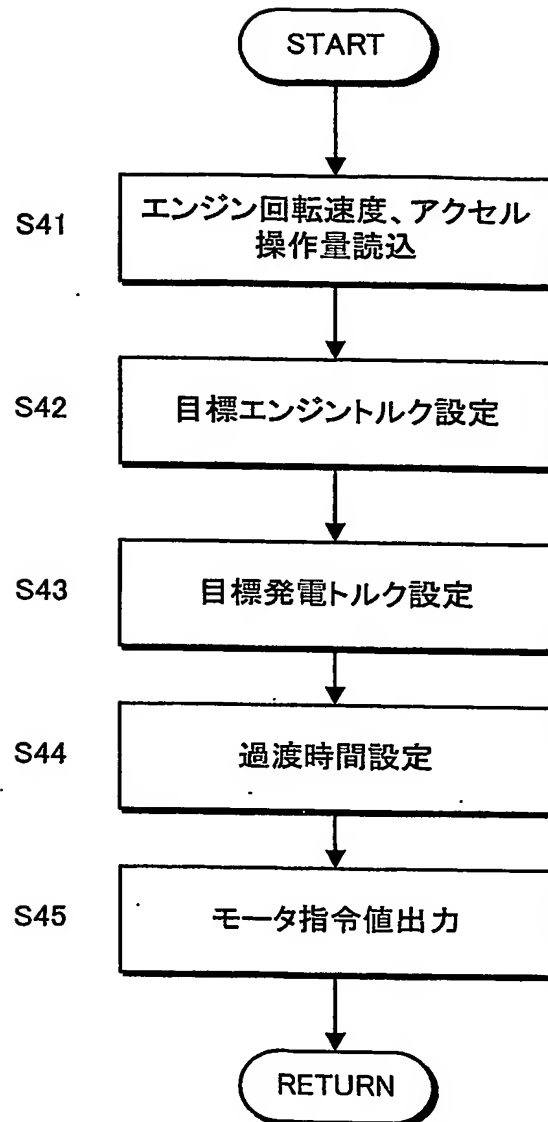 START
S41
エンジン回転速度、アクセル
操作量読込
S42
目標エンジントルク設定
S43
目標発電トルク設定
S44
過渡時間設定
S45
モータ指令値出力
RETURN